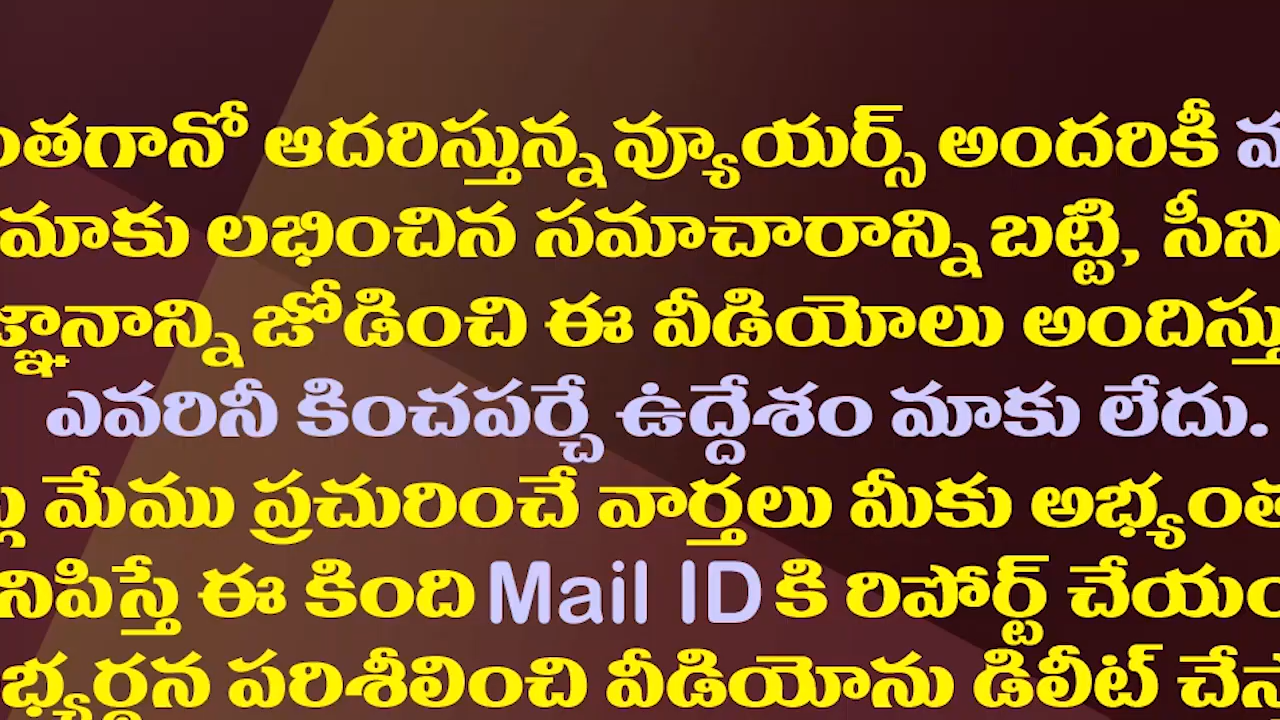 ఆదరిస్తున్న వ్యూయర్స్ అందరికీ
మాకు లభించిన సమాచారాన్ని బట్టి,
జోడించి ఈ వీడియోలు
ఎవరినీ కించపర్చే ఉద్దేశం మాకు లేదు.
మేము ప్రచురించే వార్తలు మీకు
ఈ కింది Mail ID కి రిపోర్ట్
పరిశీలించి వీడియోను డిలీట్